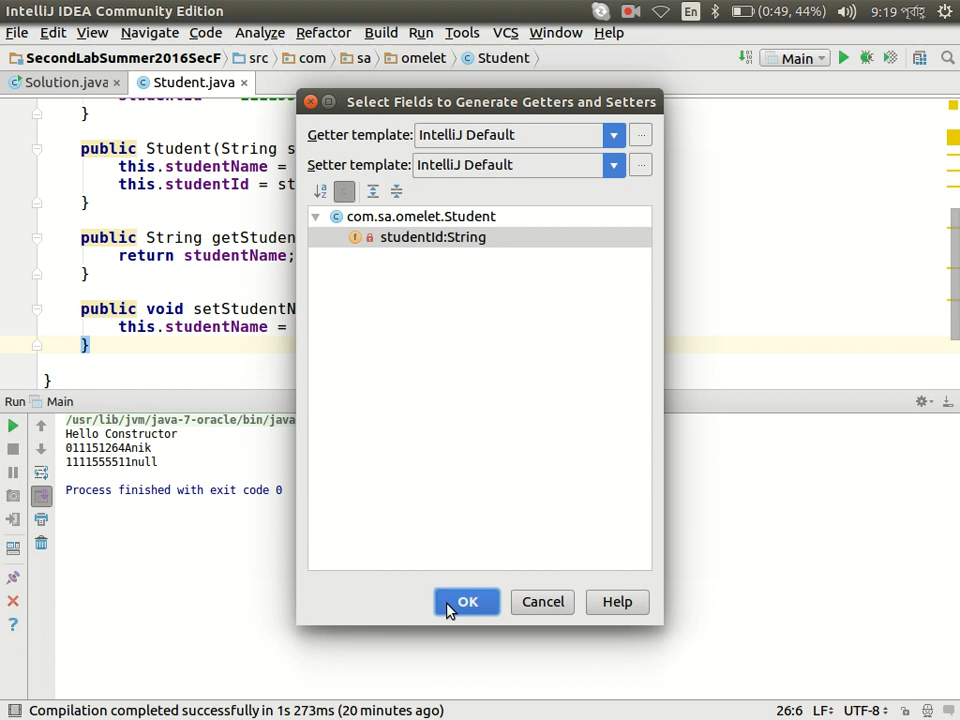 IntelliJ IDEA Community Edition
En
(0:49, 44%)
9:19 পূর্বাহ্ণ
File Edit View Navigate Code Analyze Refactor Build Run Tools VCS Window Help
SecondLabSummer2016SecF src com sa omelet Student
Main
Solution.java Student.java
}
public Student(String s
this.studentName =
this.studentId = st
}
public String getStuden
return studentName;
}
public void setStudentN
this.studentName =
}
}
Select Fields to Generate Getters and Setters
Getter template: IntelliJ Default ...
Setter template: IntelliJ Default ...
com.sa.omelet.Student
studentId:String
OK Cancel Help
Run Main
/usr/lib/jvm/java-7-oracle/bin/java
Hello Constructor
011151264Anik
1111555511null
Process finished with exit code 0
Compilation completed successfully in 1s 273ms (20 minutes ago)
26:6 LF÷ UTF-8÷